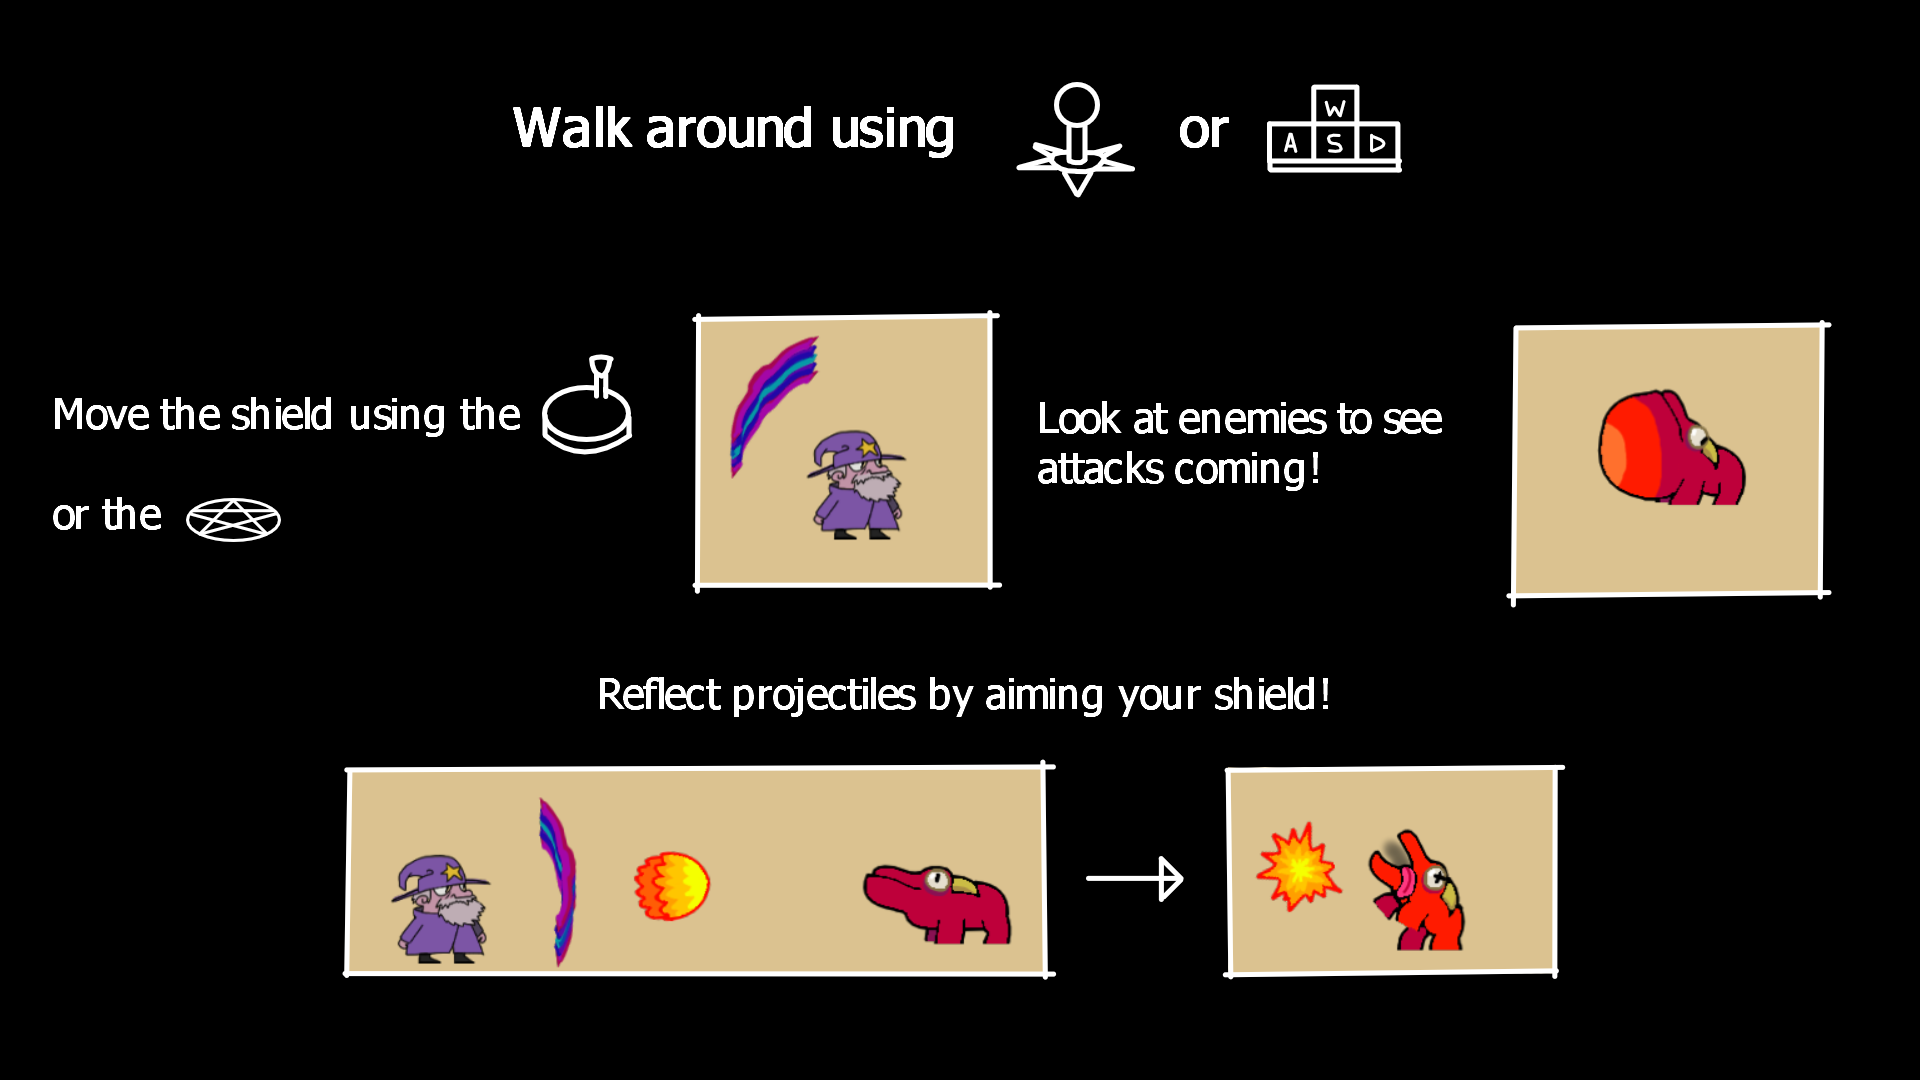 Walk around using or
W
A S D
Move the shield using the
or the
Look at enemies to see
attacks coming!
Reflect projectiles by aiming your shield!